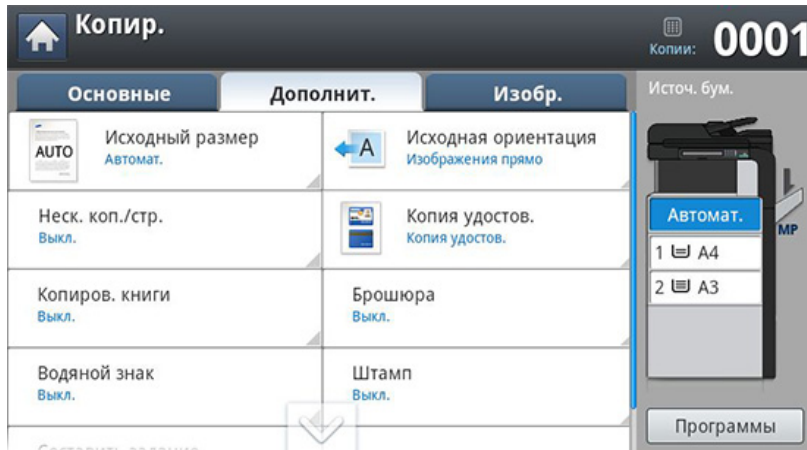 Копир.
Копии: 0001
Основные
Дополнит.
Изобр.
Источ. бум.
AUTO
Исходный размер
Автомат.
A
Исходная ориентация
Изображения прямо
Неск. коп./стр.
Выкл.
Копия удостов.
Копия удостов.
Автомат.
MP
1 A4
2 A3
Копиров. книги
Выкл.
Брошюра
Выкл.
Водяной знак
Выкл.
Штамп
Выкл.
Программы
Составить задание